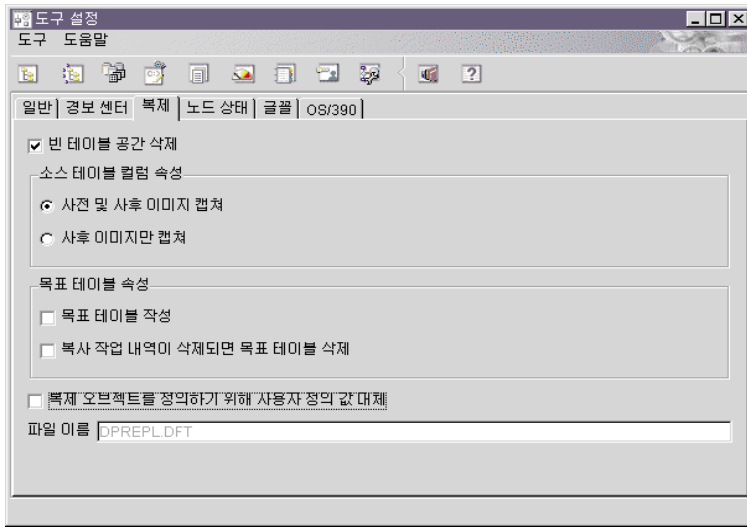 도구 설정
도구 도움말
일반 경보 센터 복제 노드 상태 글꼴 OS/390
빈 테이블 공간 삭제
소스 테이블 컬럼 속성
사전 및 사후 이미지 캡쳐
사후 이미지만 캡쳐
목표 테이블 속성
목표 테이블 작성
복사 작업 내역이 삭제되면 목표 테이블 삭제
복제 오브젝트를 정의하기 위해 사용자 정의 값 대체
파일 이름 DPREPL.DFT